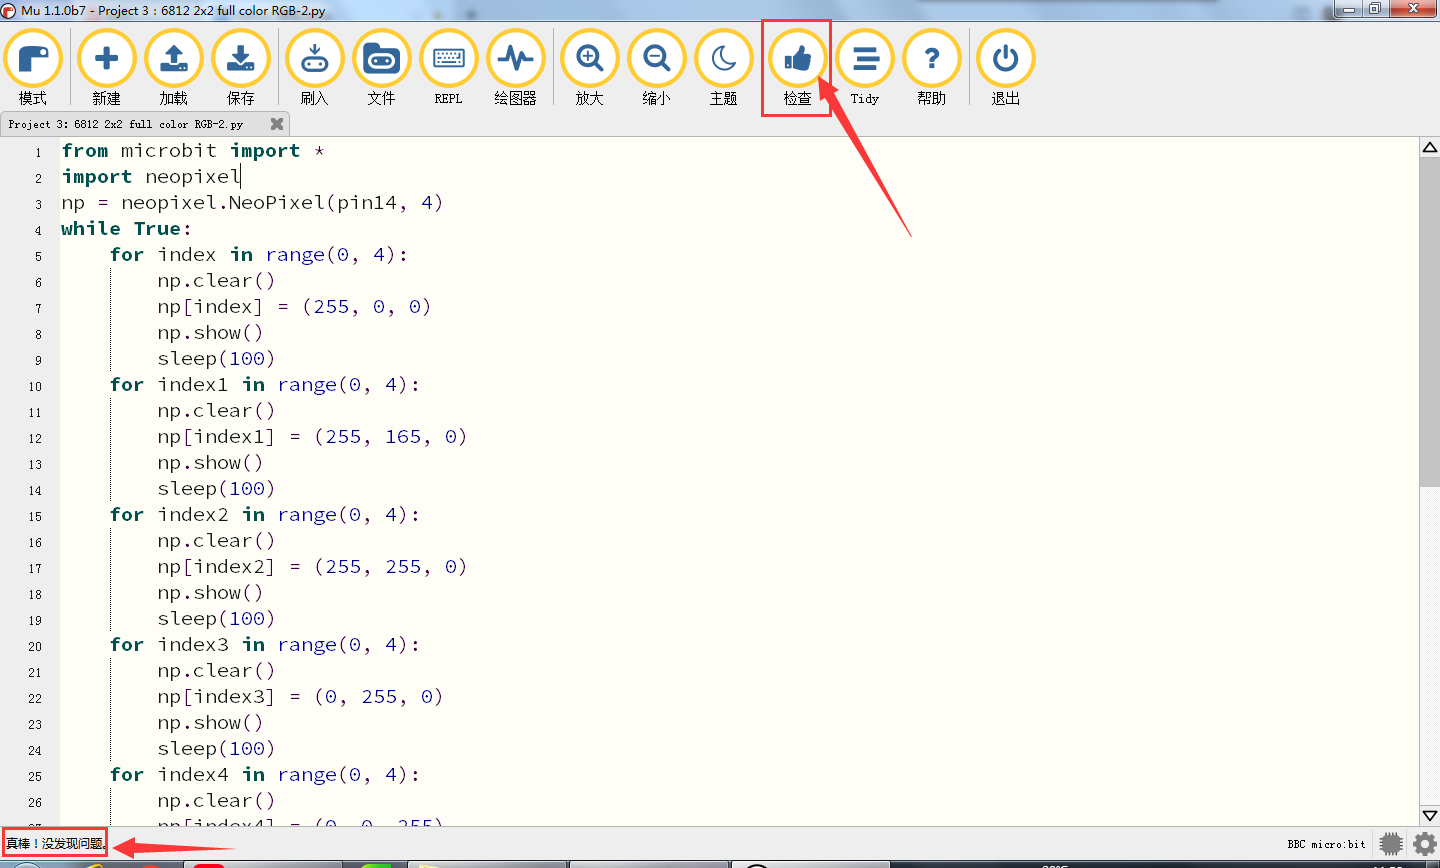 Mu 1.1.0b7 - Project 3：6812 2x2 full color RGB-2.py
模式 新建 加载 保存 刷入 文件 REPL 绘图器 放大 缩小 主题 检查 Tidy 帮助 退出
Project 3：6812 2x2 full color RGB-2.py
1 from microbit import *
2 import neopixel
3 np = neopixel.NeoPixel(pin14, 4)
4 while True:
5     for index in range(0, 4):
6         np.clear()
7         np[index] = (255, 0, 0)
8         np.show()
9         sleep(100)
10     for index1 in range(0, 4):
11         np.clear()
12         np[index1] = (255, 165, 0)
13         np.show()
14         sleep(100)
15     for index2 in range(0, 4):
16         np.clear()
17         np[index2] = (255, 255, 0)
18         np.show()
19         sleep(100)
20     for index3 in range(0, 4):
21         np.clear()
22         np[index3] = (0, 255, 0)
23         np.show()
24         sleep(100)
25     for index4 in range(0, 4):
26         np.clear()
27         np[index4] = (0, 0, 255)
真棒！没发现问题。
BBC micro:bit